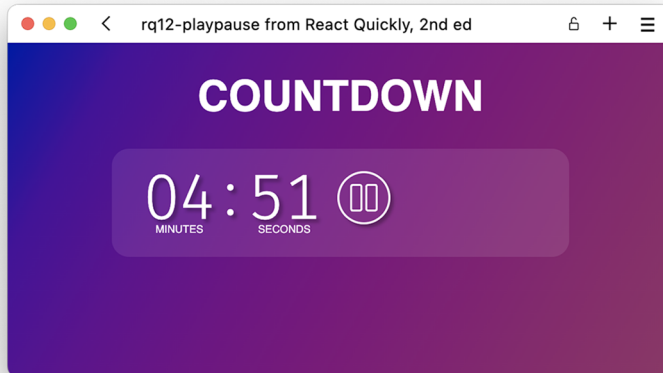 rq12-playpause from React Quickly, 2nd ed
COUNTDOWN
04:51
MINUTES SECONDS